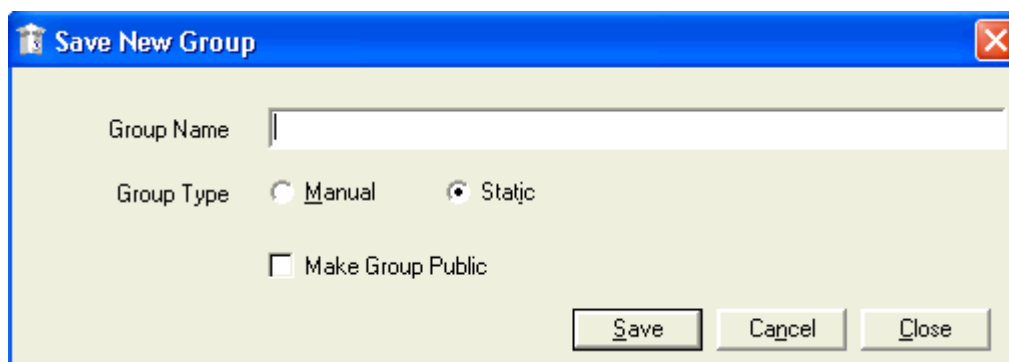 Save New Group
Group Name
Group Type Manual Static
Make Group Public
Save Cancel Close